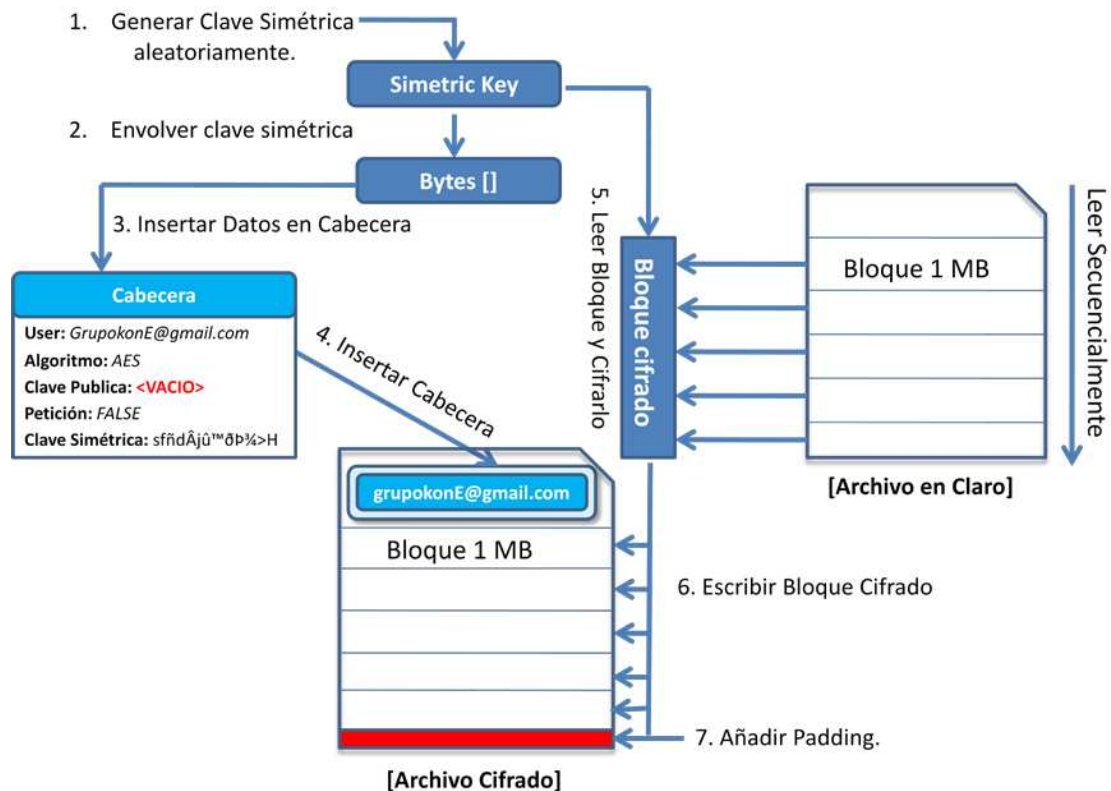 1. Generar Clave Simétrica
aleatoriamente.
Simetric Key
2. Envolver clave simétrica
Bytes []
3. Insertar Datos en Cabecera
Cabecera
User: GrupokonE@gmail.com
Algoritmo: AES
Clave Publica: <VACIO>
Petición: FALSE
Clave Simétrica: sfñdÂjû™ðÞ¾>H
4. Insertar Cabecera
5. Leer Bloque y Cifrarlo
Bloque cifrado
Bloque 1 MB
Leer Secuencialmente
[Archivo en Claro]
grupokonE@gmail.com
Bloque 1 MB
6. Escribir Bloque Cifrado
7. Añadir Padding.
[Archivo Cifrado]